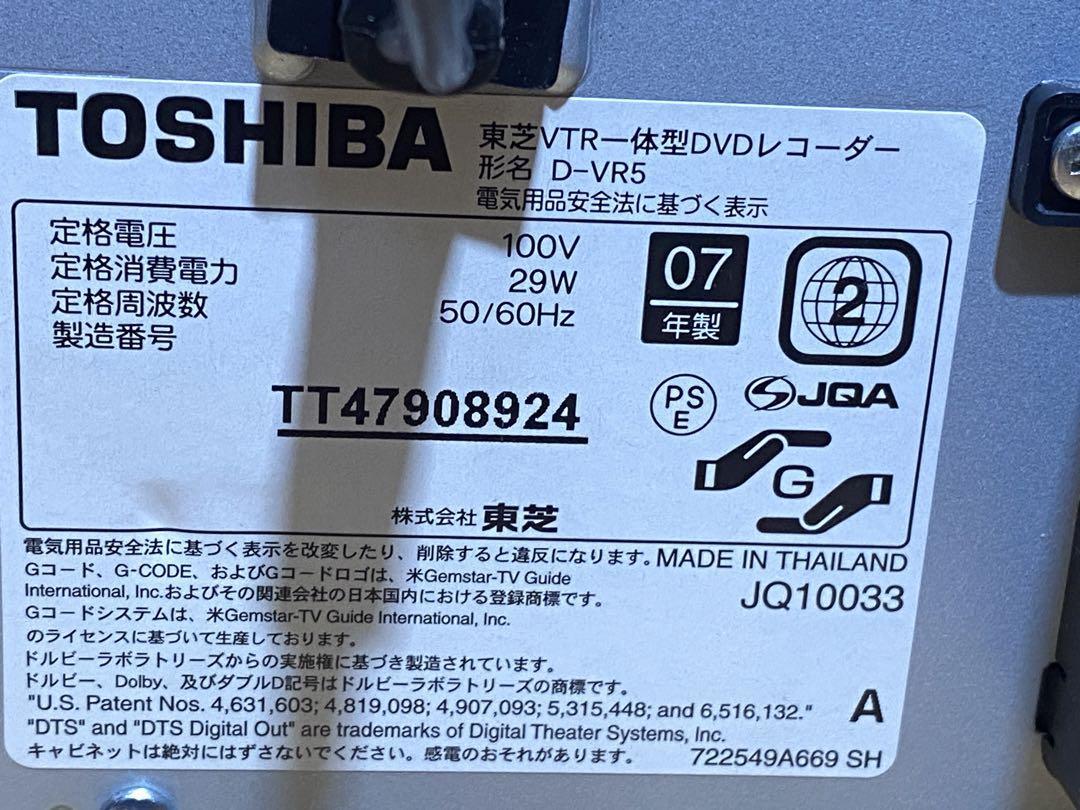 TOSHIBA
東芝VTR一体型DVDレコーダー
形名 D-VR5
電気用品安全法に基づく表示
定格電圧 100V
定格消費電力 29W
定格周波数 50/60Hz
製造番号
TT47908924
07
年製
2
PS
E
JQA
G
株式会社 東芝
電気用品安全法に基づく表示を改変したり、削除すると違反になります。 MADE IN THAILAND
Gコード、G-CODE、およびGコードロゴは、米Gemstar-TV Guide
International, Inc.およびその関連会社の日本国内における登録商標です。
JQ10033
Gコードシステムは、米Gemstar-TV Guide International, Inc.
のライセンスに基づいて生産しております。
ドルビーラボラトリーズからの実施権に基づき製造されています。
ドルビー、Dolby、及びダブルD記号はドルビーラボラトリーズの商標です。
"U.S. Patent Nos. 4,631,603; 4,819,098; 4,907,093; 5,315,448; and 6,516,132."
A
"DTS" and "DTS Digital Out" are trademarks of Digital Theater Systems, Inc.
キャビネットは絶対にはずさないでください。感電のおそれがあります。 722549A669 SH